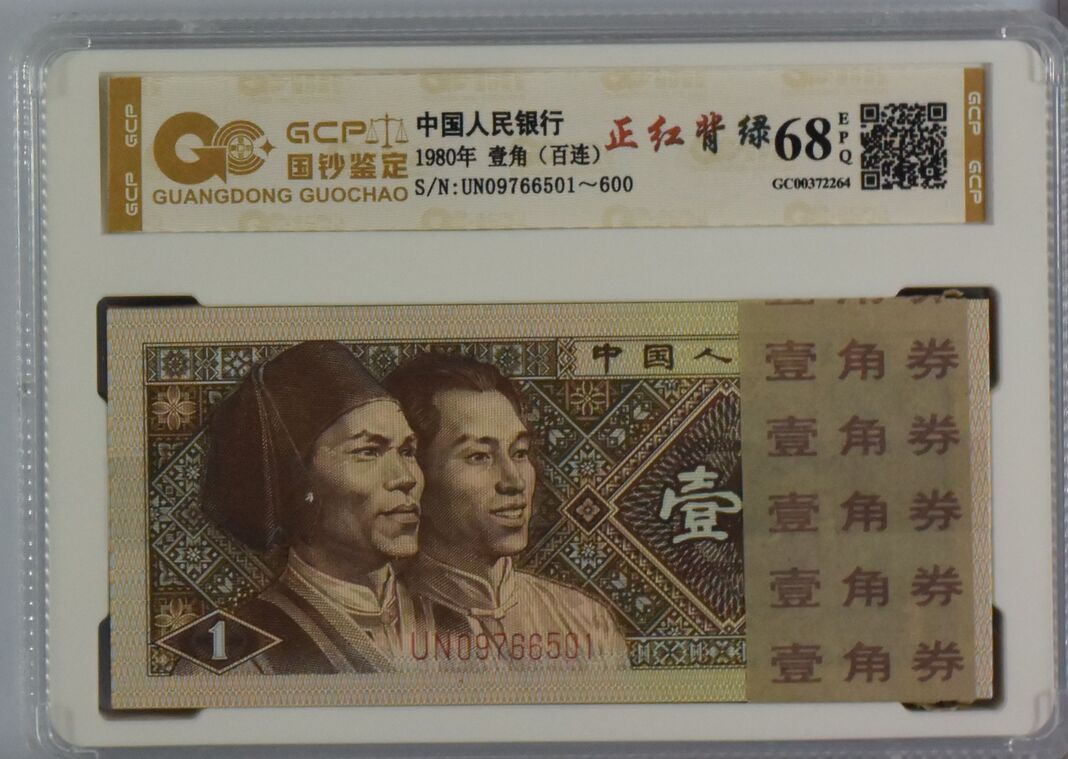 GCP
GCP
GCP
国钞鉴定
GUANGDONG GUOCHAO
中国人民银行
1980年 壹角（百连）
S/N:UN09766501～600
正红背绿
68
EPQ
GC00372264
GCP
GCP
中国人
壹
1
UN09766501
壹角券
壹角券
壹角券
壹角券
壹角券